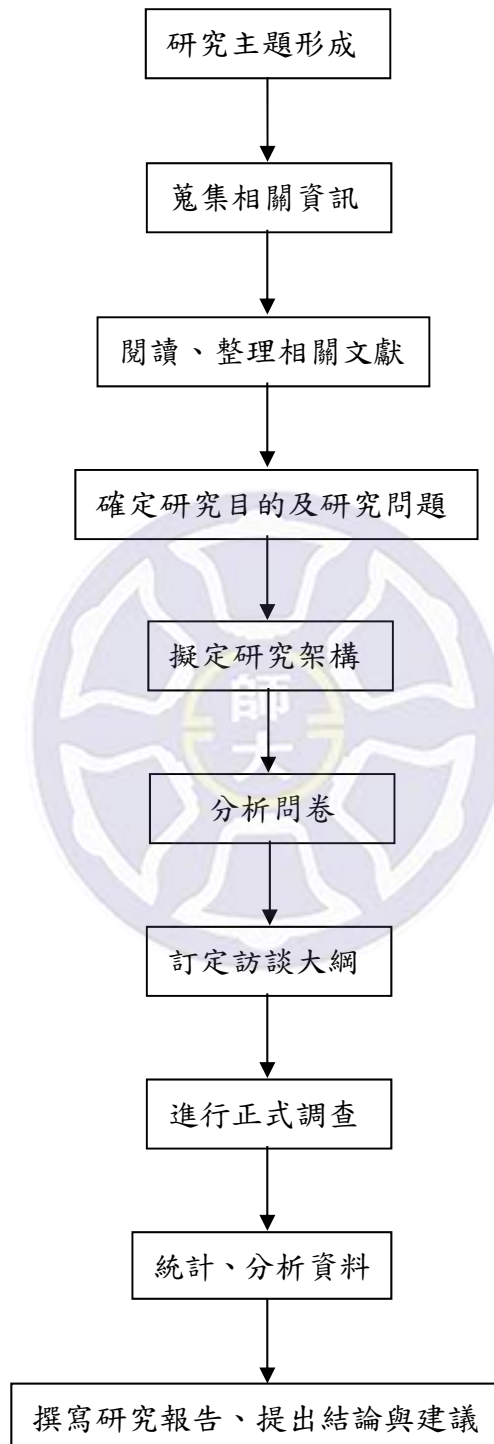 研究主題形成
蒐集相關資訊
閱讀、整理相關文獻
確定研究目的及研究問題
擬定研究架構
師大
分析問卷
訂定訪談大綱
進行正式調查
統計、分析資料
撰寫研究報告、提出結論與建議